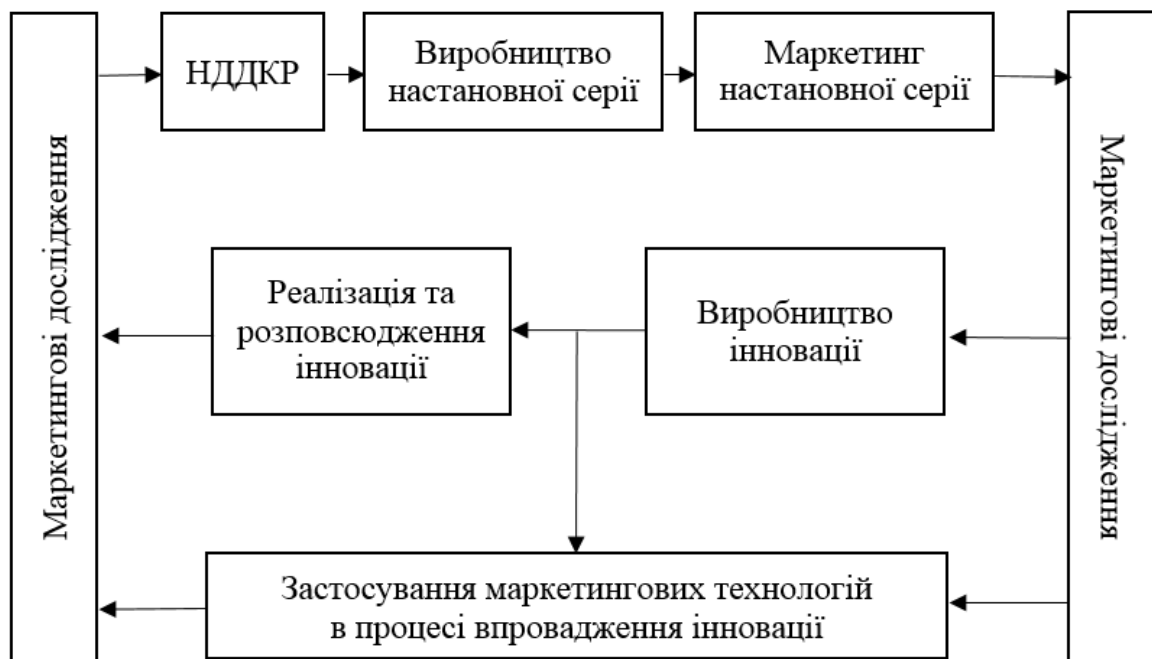 Маркетингові дослідження
НДДКР
Виробництво
настановної серії
Маркетинг
настановної серії
Маркетингові дослідження
Реалізація та
розповсюдження
інновації
Виробництво
інновації
Застосування маркетингових технологій
в процесі впровадження інновації